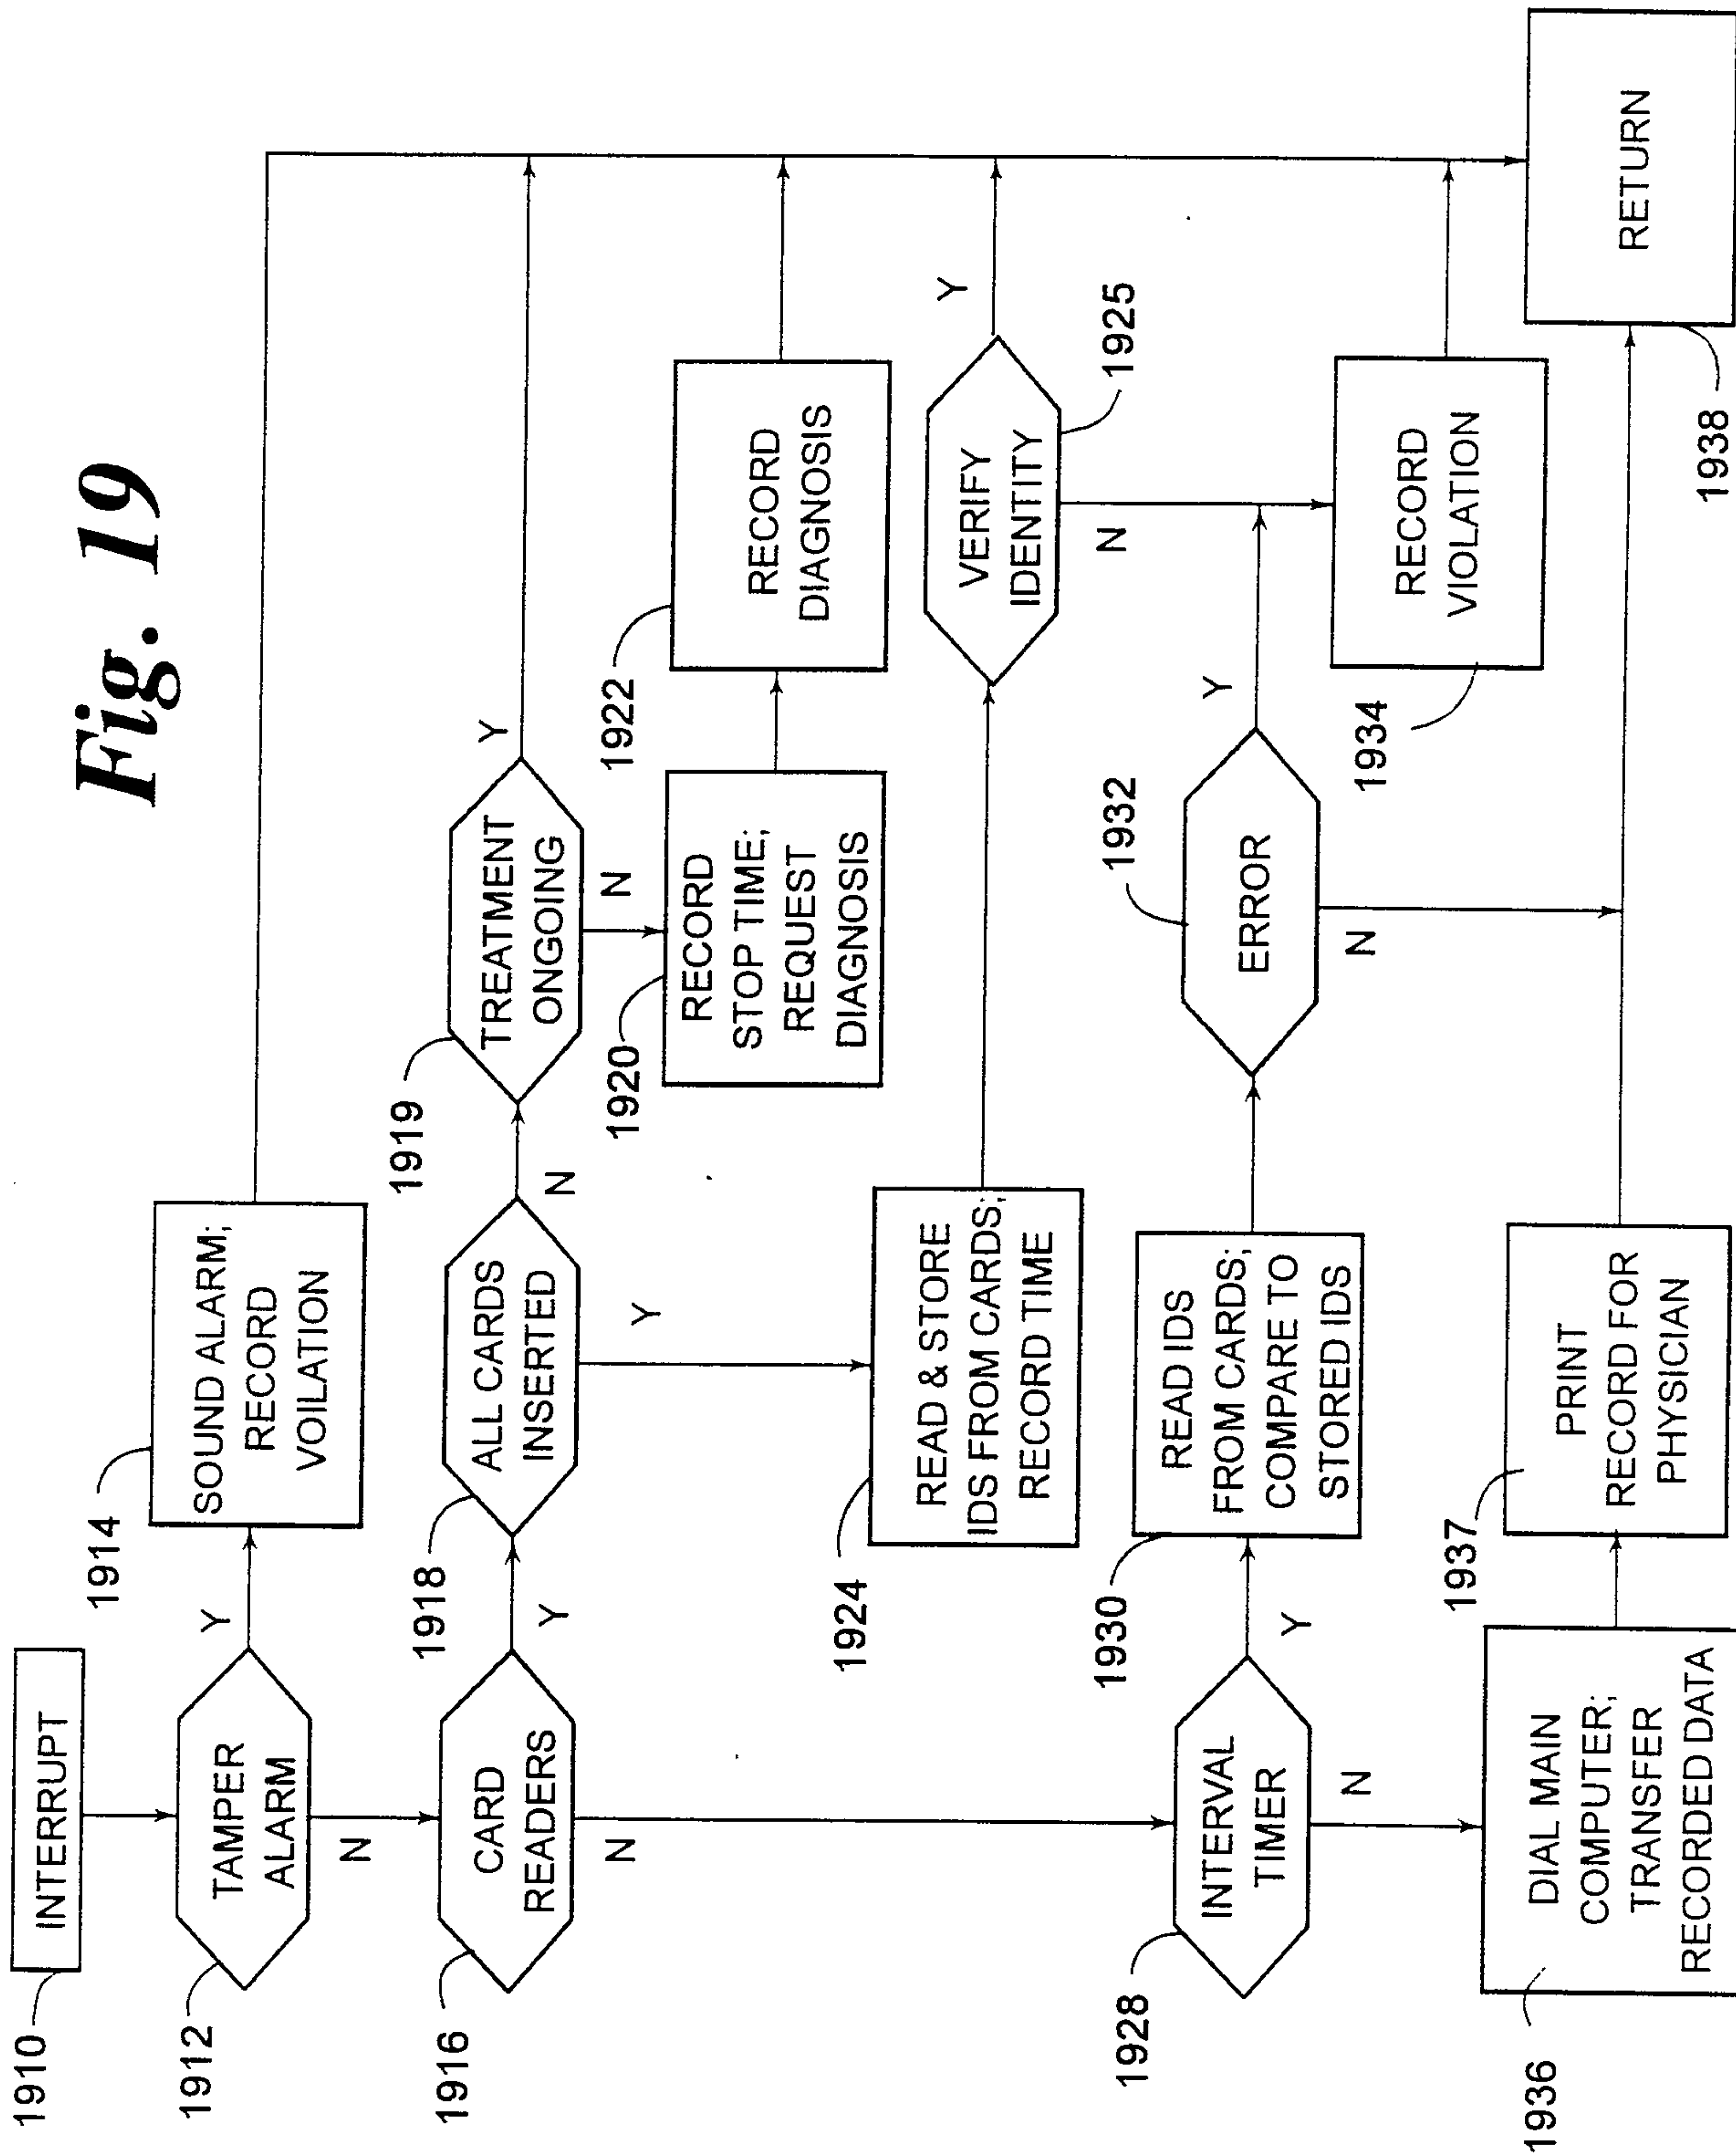 Fig. 19
1910
INTERRUPT
1912
TAMPER
ALARM
Y
N
1914
SOUND ALARM;
RECORD
VOILATION
1916
CARD
READERS
Y
N
1918
ALL CARDS
INSERTED
N
Y
1919
TREATMENT
ONGOING
Y
N
1920
RECORD
STOP TIME;
REQUEST
DIAGNOSIS
1922
RECORD
DIAGNOSIS
1924
READ & STORE
IDS FROM CARDS;
RECORD TIME
VERIFY
IDENTITY
1925
Y
N
1928
INTERVAL
TIMER
Y
N
1930
READ IDS
FROM CARDS;
COMPARE TO
STORED IDS
1932
ERROR
Y
N
1934
RECORD
VIOLATION
1936
DIAL MAIN
COMPUTER;
TRANSFER
RECORDED DATA
1937
PRINT
RECORD FOR
PHYSICIAN
1938
RETURN